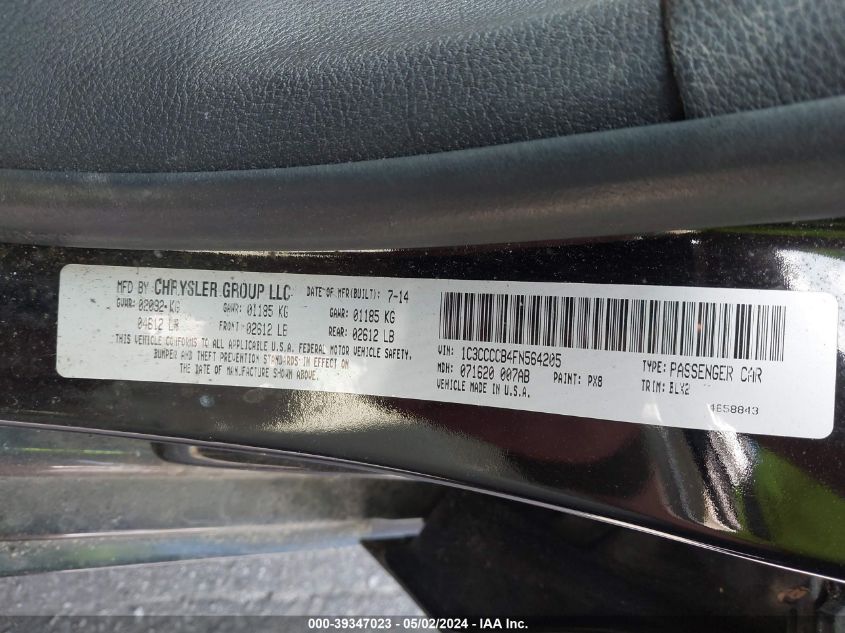 MFD BY CHRYSLER GROUP LLC DATE OF MFR(BUILT): 7-14
GVWR: 02092 KG GAWR: 01185 KG GAWR: 01185 KG
04612 LB FRONT: 02612 LB REAR: 02612 LB
THIS VEHICLE CONFORMS TO ALL APPLICABLE U.S.A. FEDERAL MOTOR VEHICLE SAFETY,
BUMPER AND THEFT PREVENTION STANDARDS IN EFFECT ON
THE DATE OF MANUFACTURE SHOWN ABOVE.
VIN: 1C3CCCCB4FN564205 TYPE: PASSENGER CAR
MDH: 071620 007AB PAINT: PX8 TRIM: BLX2
VEHICLE MADE IN U.S.A. 4658843
000-39347023 - 05/02/2024 - IAA Inc.